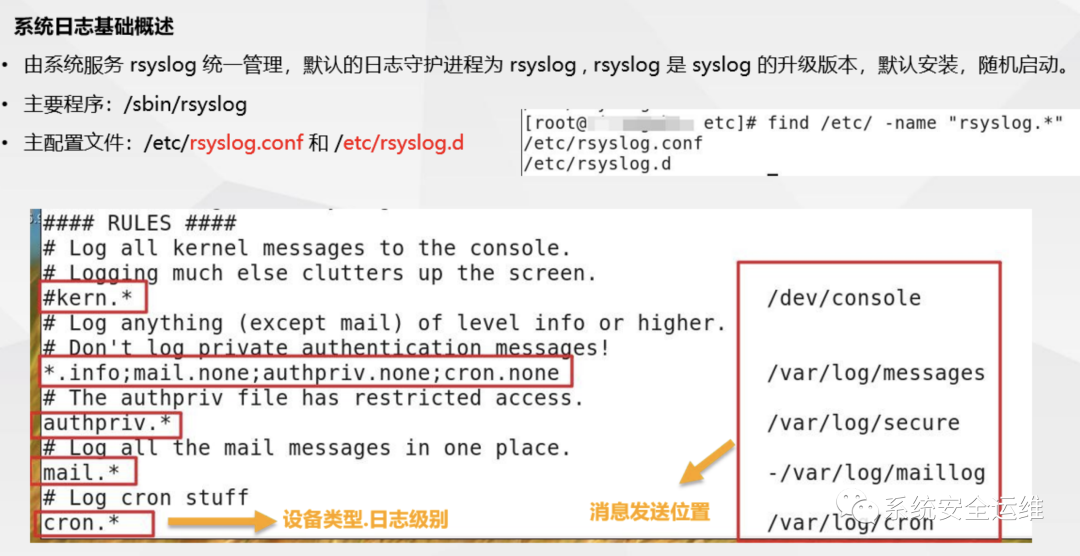 系统日志基础概述
• 由系统服务 rsyslog 统一管理，默认的日志守护进程为 rsyslog , rsyslog 是 syslog 的升级版本，默认安装，随机启动。
• 主要程序：/sbin/rsyslog
• 主配置文件：/etc/rsyslog.conf 和 /etc/rsyslog.d
[root@ etc]# find /etc/ -name "rsyslog.*"
/etc/rsyslog.conf
/etc/rsyslog.d
#### RULES ####
# Log all kernel messages to the console.
# Logging much else clutters up the screen.
#kern.* /dev/console
# Log anything (except mail) of level info or higher.
# Don't log private authentication messages!
*.info;mail.none;authpriv.none;cron.none /var/log/messages
# The authpriv file has restricted access.
authpriv.* /var/log/secure
# Log all the mail messages in one place.
mail.* -/var/log/maillog
# Log cron stuff
cron.* /var/log/cron
设备类型.日志级别
消息发送位置
系统安全运维